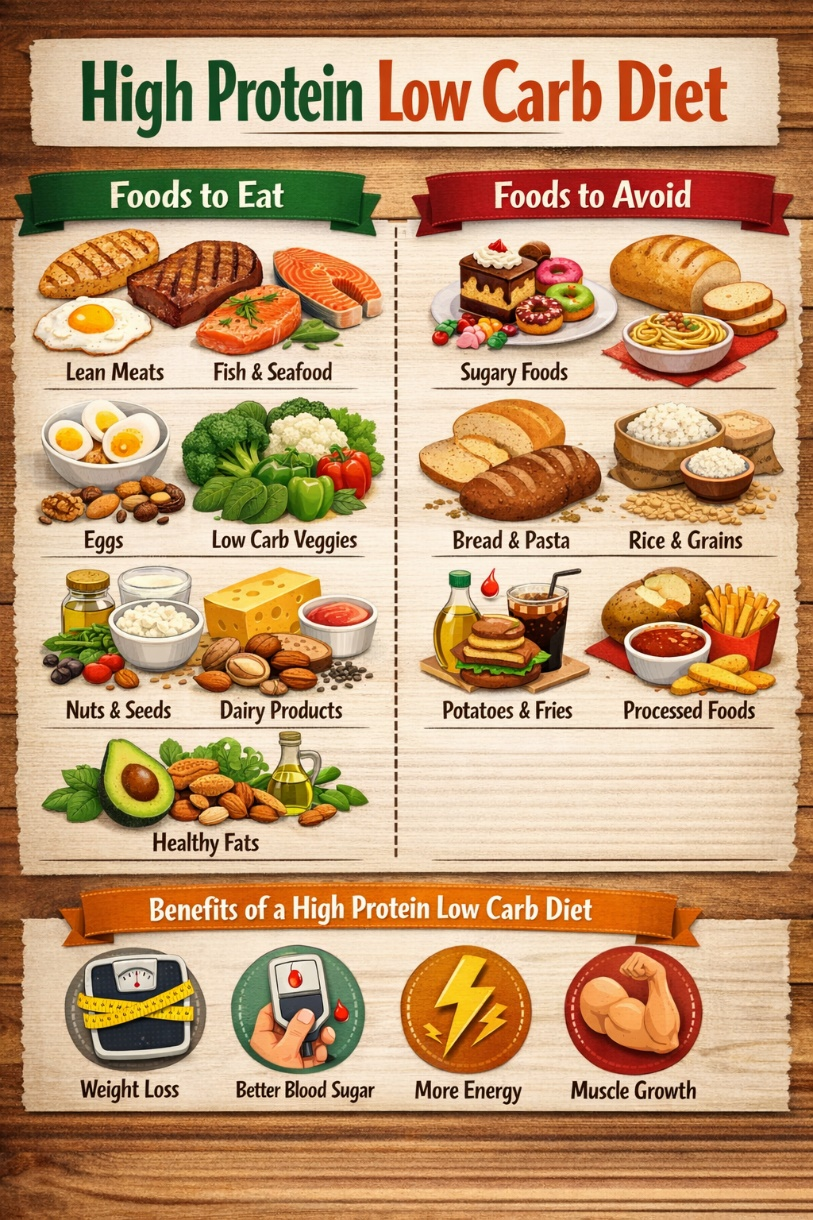 High Protein Low Carb Diet
Foods to Eat
Foods to Avoid
Lean Meats
Fish & Seafood
Sugary Foods
Eggs
Low Carb Veggies
Bread & Pasta
Rice & Grains
Nuts & Seeds
Dairy Products
Potatoes & Fries
Processed Foods
Healthy Fats
Benefits of a High Protein Low Carb Diet
Weight Loss
Better Blood Sugar
More Energy
Muscle Growth